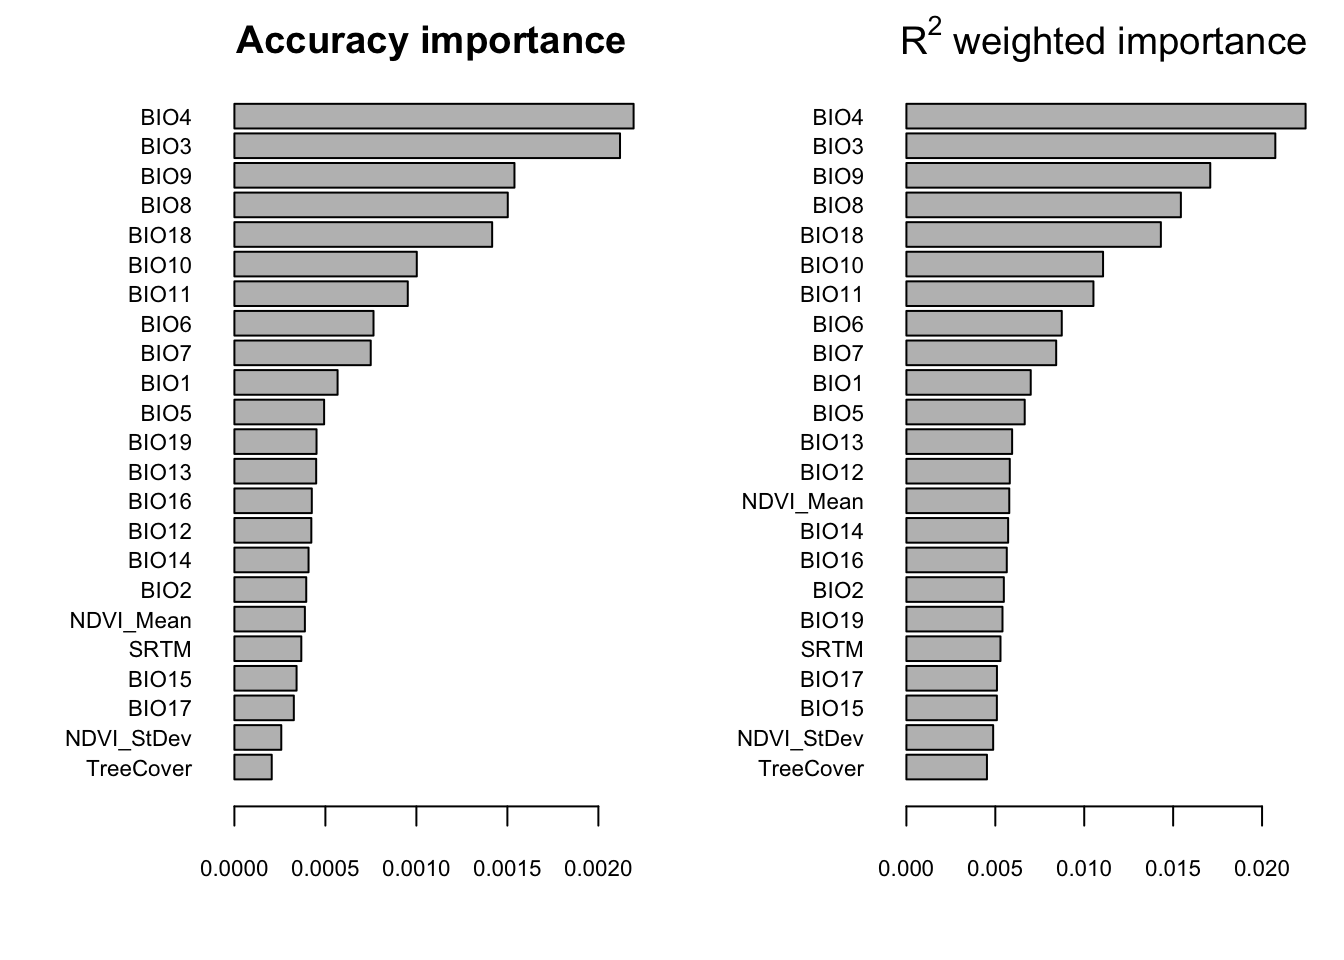 Accuracy importance
BIO4
BIO3
BIO9
BIO8
BIO18
BIO10
BIO11
BIO6
BIO7
BIO1
BIO5
BIO19
BIO13
BIO16
BIO12
BIO14
BIO2
NDVI_Mean
SRTM
BIO15
BIO17
NDVI_StDev
TreeCover
0.0000 0.0005 0.0010 0.0015 0.0020
R² weighted importance
BIO4
BIO3
BIO9
BIO8
BIO18
BIO10
BIO11
BIO6
BIO7
BIO1
BIO5
BIO13
BIO12
NDVI_Mean
BIO14
BIO16
BIO2
BIO19
SRTM
BIO17
BIO15
NDVI_StDev
TreeCover
0.000 0.005 0.010 0.015 0.020